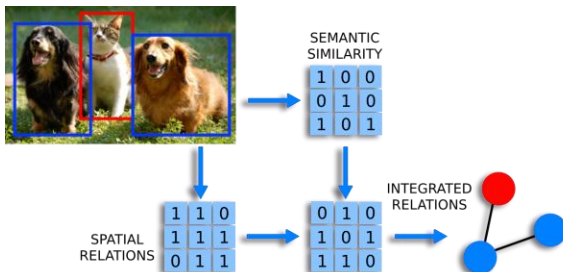 SEMANTIC
SIMILARITY
1 0 0
0 1 0
1 0 1
SPATIAL
RELATIONS
1 1 0
1 1 1
0 1 1
0 1 0
1 0 1
1 1 0
INTEGRATED
RELATIONS